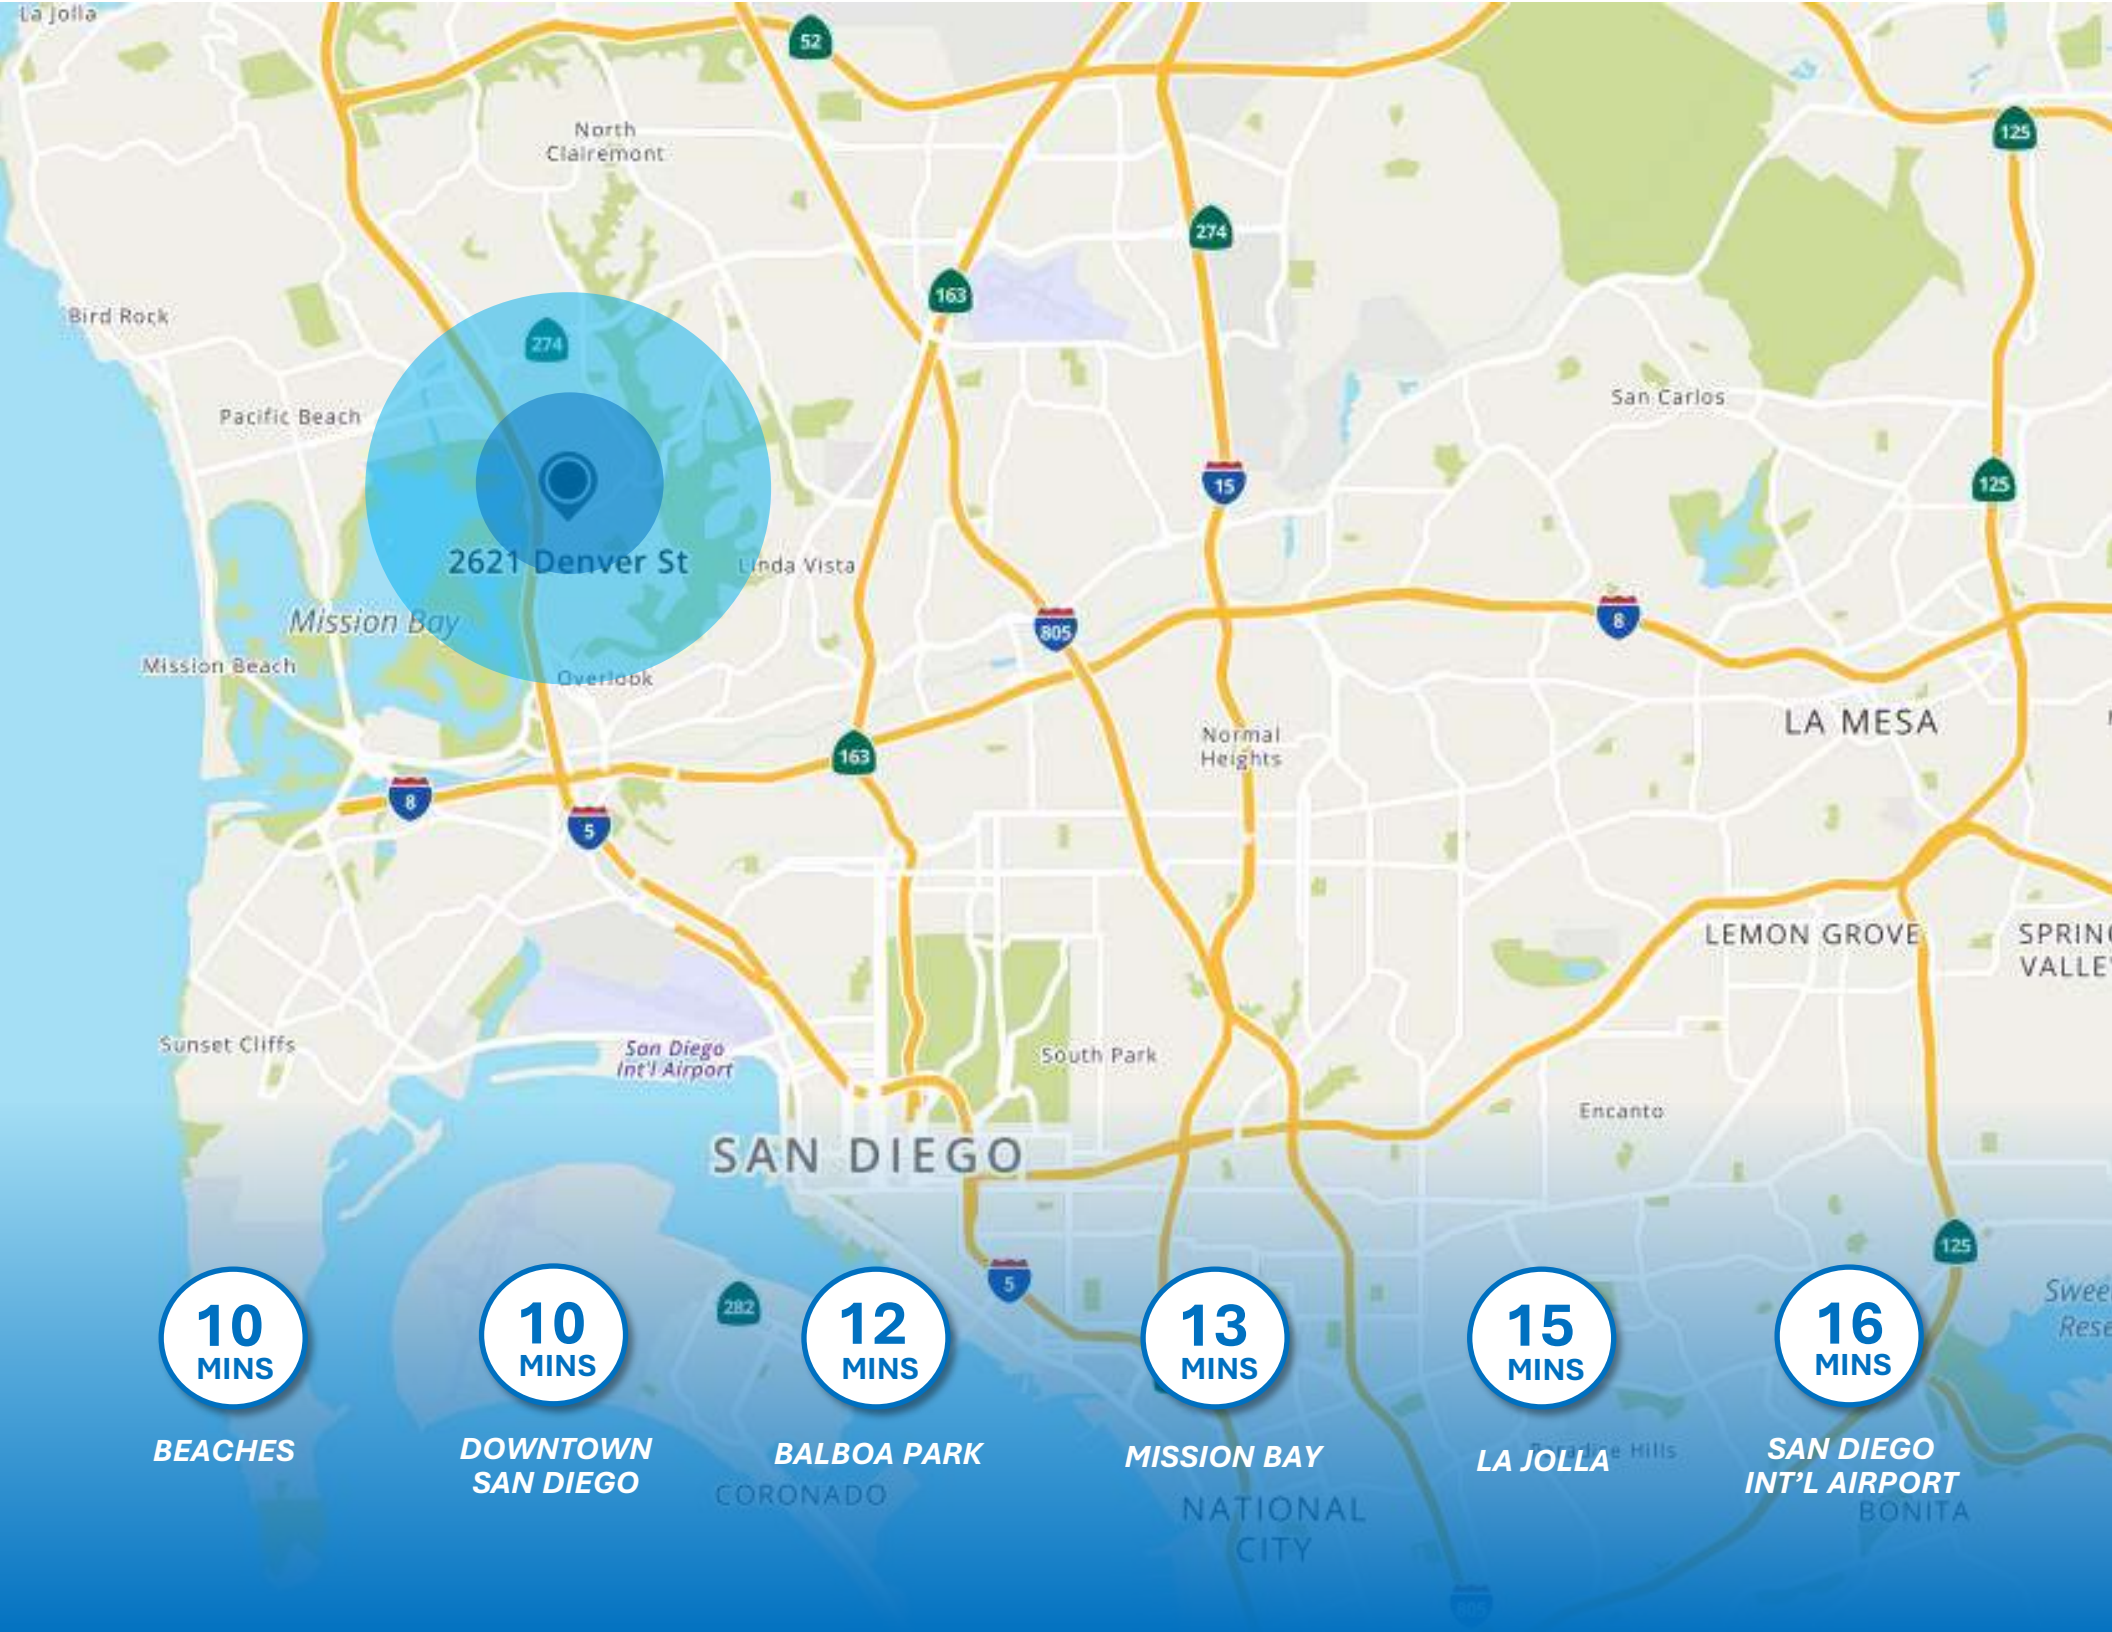 La Jolla
52
125
North
Clairemont
274
163
Bird Rock
274
San Carlos
Pacific Beach
15
125
2621 Denver St
Linda Vista
Mission Bay
805
8
Mission Beach
Overlook
LA MESA
Normal
Heights
163
8
5
LEMON GROVE
SPRING
VALLE
Sunset Cliffs
San Diego
Int'l Airport
South Park
Encanto
SAN DIEGO
125
5
282
Swee
Rese
10
MINS
10
MINS
12
MINS
13
MINS
15
MINS
16
MINS
BEACHES
DOWNTOWN
SAN DIEGO
BALBOA PARK
MISSION BAY
LA JOLLA
SAN DIEGO
INT'L AIRPORT
Paradise Hills
CORONADO
NATIONAL
CITY
BONITA
805